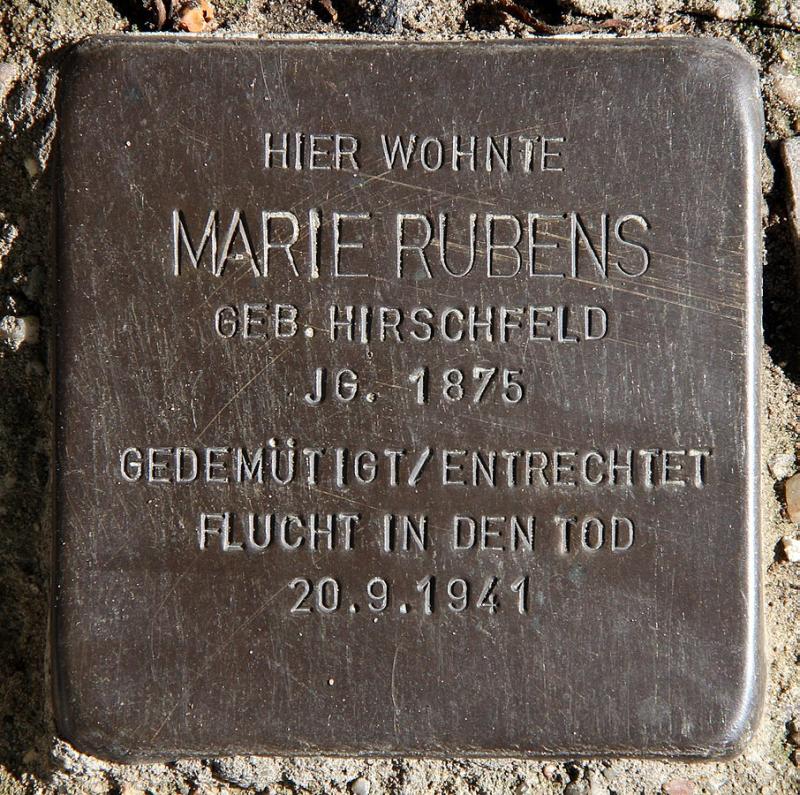 HIER WOHNTE
MARIE RUBENS
GEB. HIRSCHFELD
JG. 1875
GEDEMÜTIGT/ENTRECHTET
FLUCHT IN DEN TOD
20.9.1941